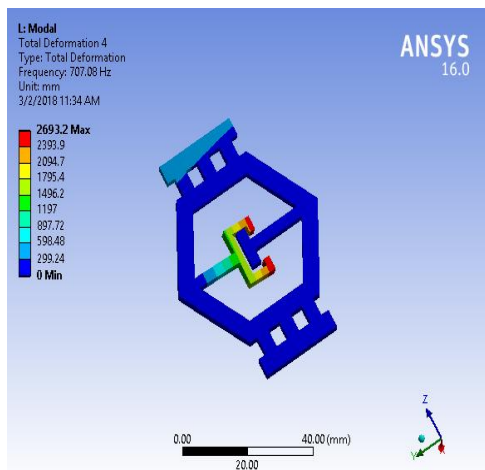 L: Modal
Total Deformation 4
Type: Total Deformation
Frequency: 707.08 Hz
Unit: mm
3/2/2018 11:34 AM
ANSYS
16.0
2693.2 Max
2393.9
2094.7
1795.4
1496.2
1197
897.72
598.48
299.24
0 Min
0.00
40.00 (mm)
20.00
Z
Y
X